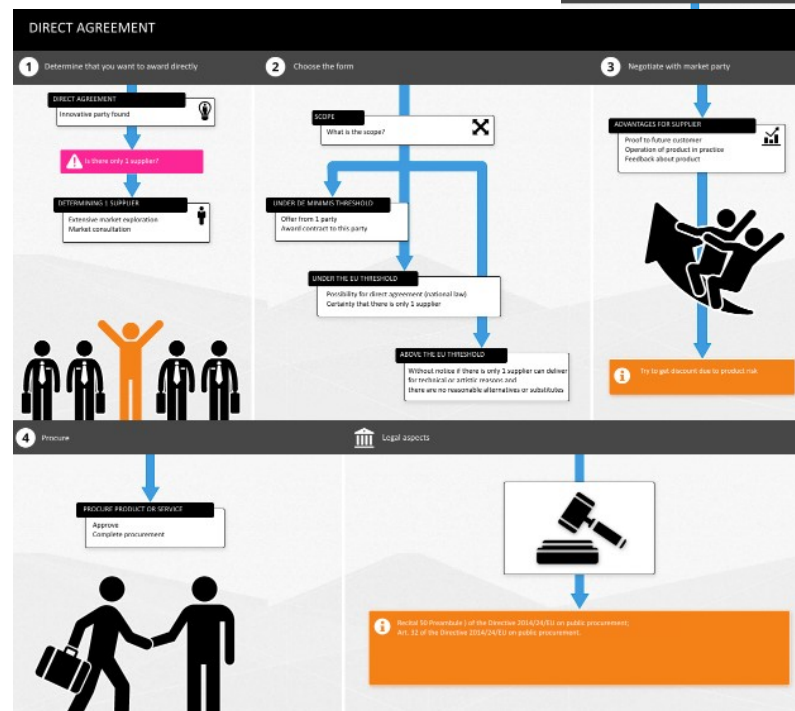 DIRECT AGREEMENT
1 Determine that you want to award directly
DIRECT AGREEMENT
Innovative party found
Is there only 1 supplier?
DETERMINING 1 SUPPLIER
Extensive market exploration
Market consultation
2 Choose the form
SCOPE
What is the scope?
UNDER DE MINIMIS THRESHOLD
Offer from 1 party
Award contract to this party
UNDER THE EU THRESHOLD
Possibility for direct agreement (national law)
Certainty that there is only 1 supplier
ABOVE THE EU THRESHOLD
Without notice if there is only 1 supplier can deliver
for technical or artistic reasons and
there are no reasonable alternatives or substitutes
3 Negotiate with market party
ADVANTAGES FOR SUPPLIER
Proof to future customer
Operation of product in practice
Feedback about product
Try to get discount due to product risk
4 Procure
PROCURE PRODUCT OR SERVICE
Approve
Complete procurement
Legal aspects
Recital 50 Preambule ) of the Directive 2014/24/EU on public procurement;
Art. 32 of the Directive 2014/24/EU on public procurement.